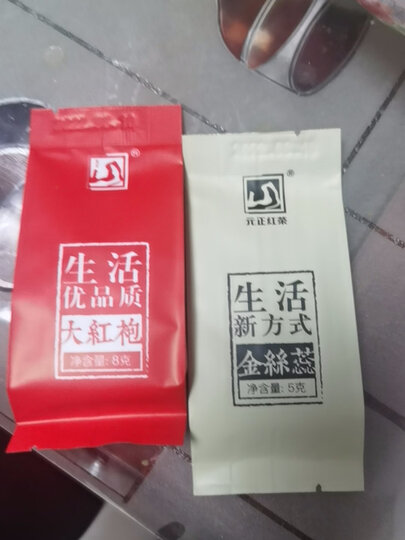 ®
生活
优品质
大紅袍
净含量:8克
®
元正红茶
生活
新方式
金絲蕊
净含量:5克